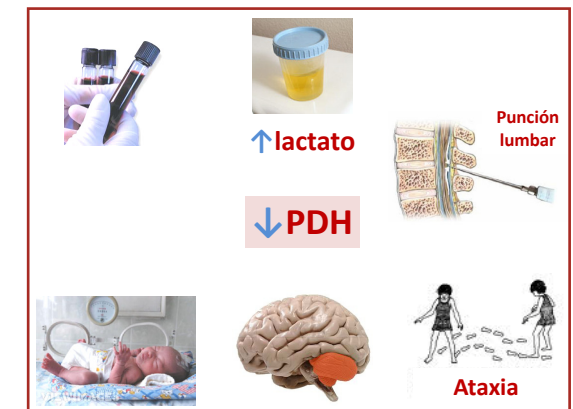 ↑lactato
Punción
lumbar
↓PDH
Ataxia